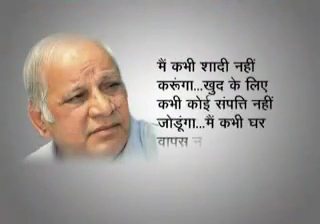 मैं कभी शादी नहीं
करूंगा...खुद के लिए
कभी कोई संपत्ति नहीं
जोडूंगा...मैं कभी घर
वापस न